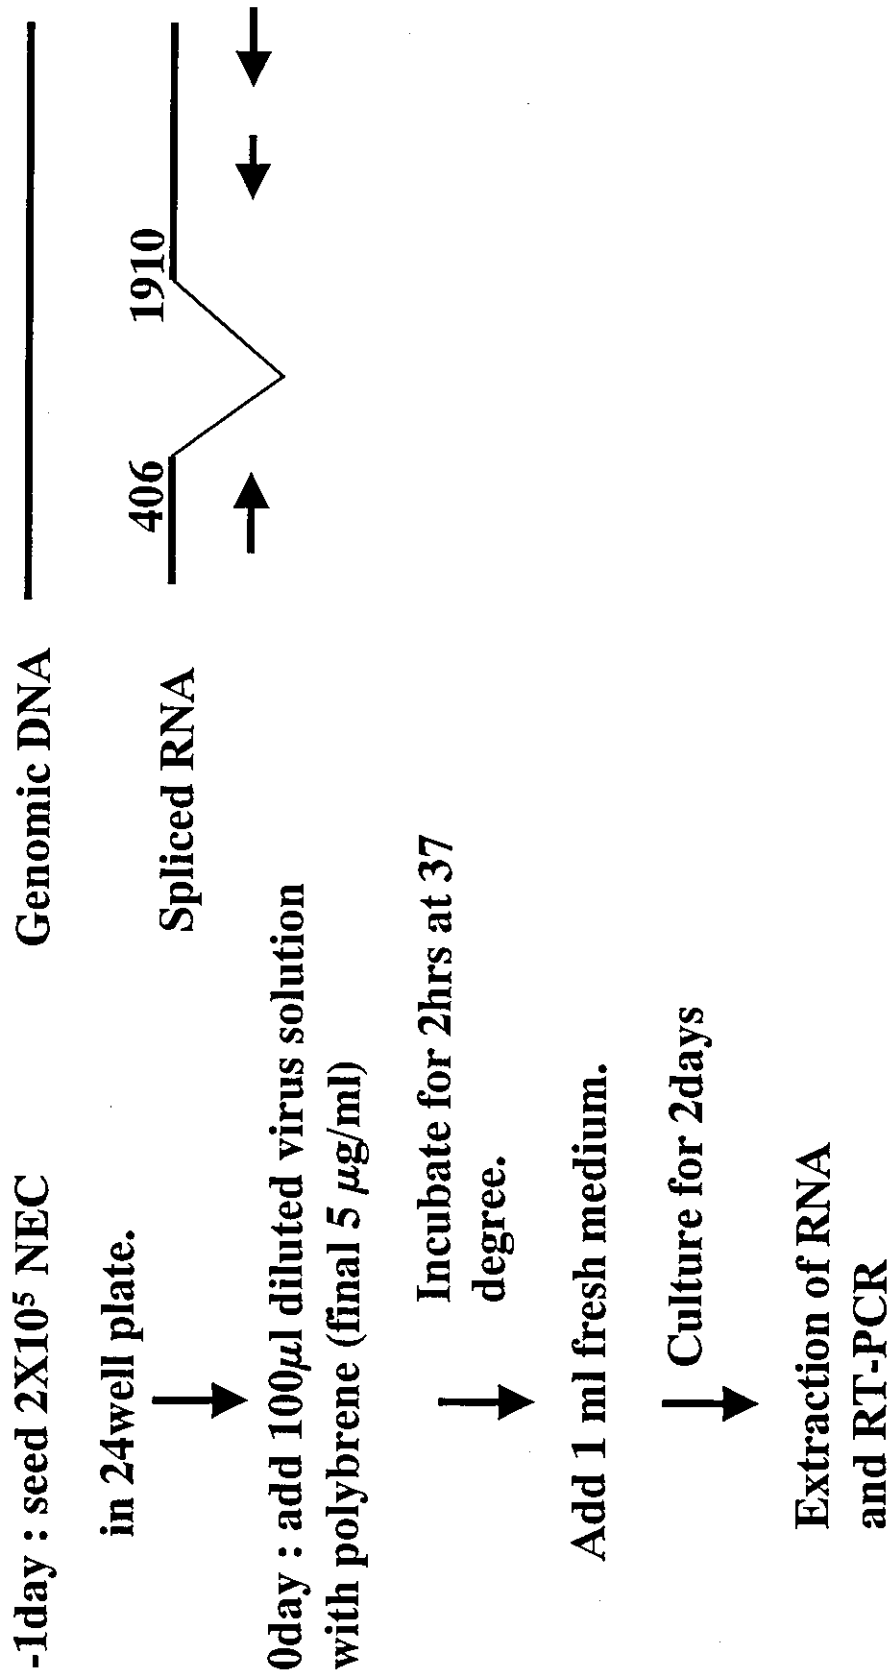 -1day : seed 2X10⁵ NEC
in 24well plate.
0day : add 100μl diluted virus solution
with polybrene (final 5 μg/ml)
Incubate for 2hrs at 37
degree.
Add 1 ml fresh medium.
Culture for 2days
Extraction of RNA
and RT-PCR
Genomic DNA
Spliced RNA
406
1910